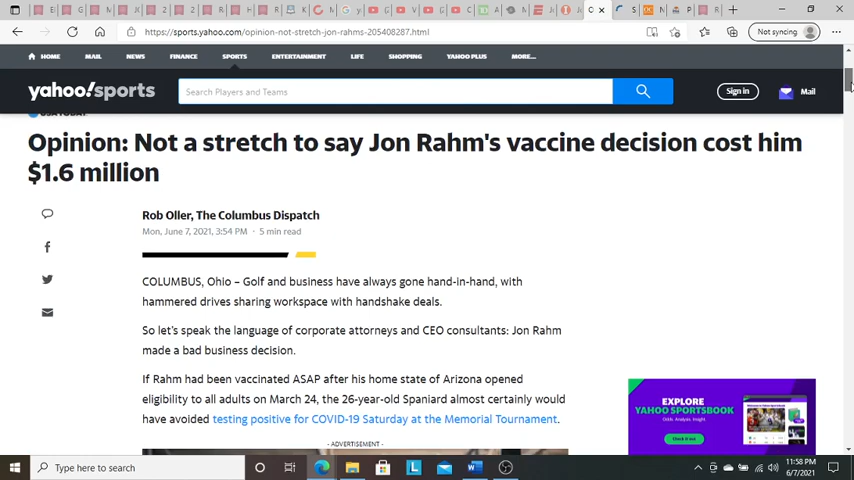 https://sports.yahoo.com/opinion-not-stretch-jon-rahms-205408287.html
Not syncing
HOME MAIL NEWS FINANCE SPORTS ENTERTAINMENT LIFE SHOPPING YAHOO PLUS MORE...
yahoo!sports
Search Players and Teams
Sign in
Mail
USA TODAY
Opinion: Not a stretch to say Jon Rahm's vaccine decision cost him
$1.6 million
Rob Oller, The Columbus Dispatch
Mon, June 7, 2021, 3:54 PM · 5 min read
COLUMBUS, Ohio – Golf and business have always gone hand-in-hand, with
hammered drives sharing workspace with handshake deals.
So let's speak the language of corporate attorneys and CEO consultants: Jon Rahm
made a bad business decision.
If Rahm had been vaccinated ASAP after his home state of Arizona opened
eligibility to all adults on March 24, the 26-year-old Spaniard almost certainly would
have avoided testing positive for COVID-19 Saturday at the Memorial Tournament.
- ADVERTISEMENT -
EXPLORE
YAHOO SPORTSBOOK
Odds. Analysis. Insight.
Check it out
Type here to search
11:58 PM
6/7/2021